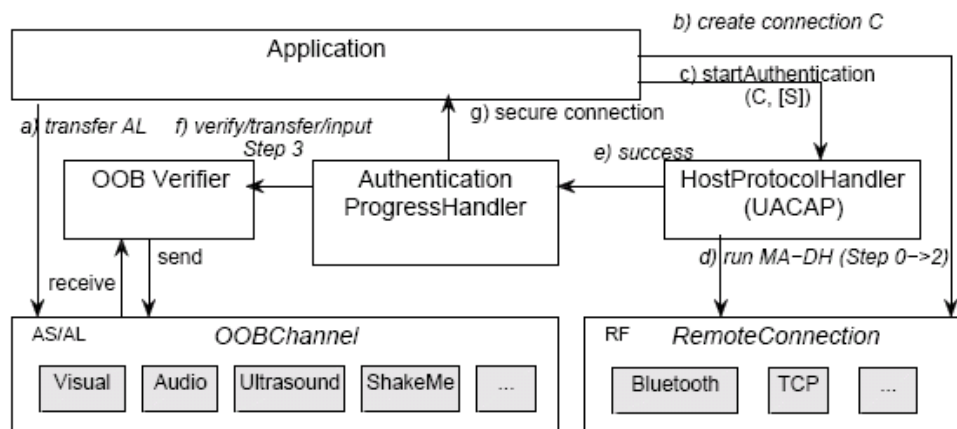 b) create connection C
Application
c) startAuthentication
(C, [S])
g) secure connection
a) transfer AL
f) verify/transfer/input
Step 3
e) success
OOB Verifier
Authentication
ProgressHandler
HostProtocolHandler
(UACAP)
send
receive
d) run MA−DH (Step 0−>2)
AS/AL
OOBChannel
RF
RemoteConnection
Visual
Audio
Ultrasound
ShakeMe
...
Bluetooth
TCP
...